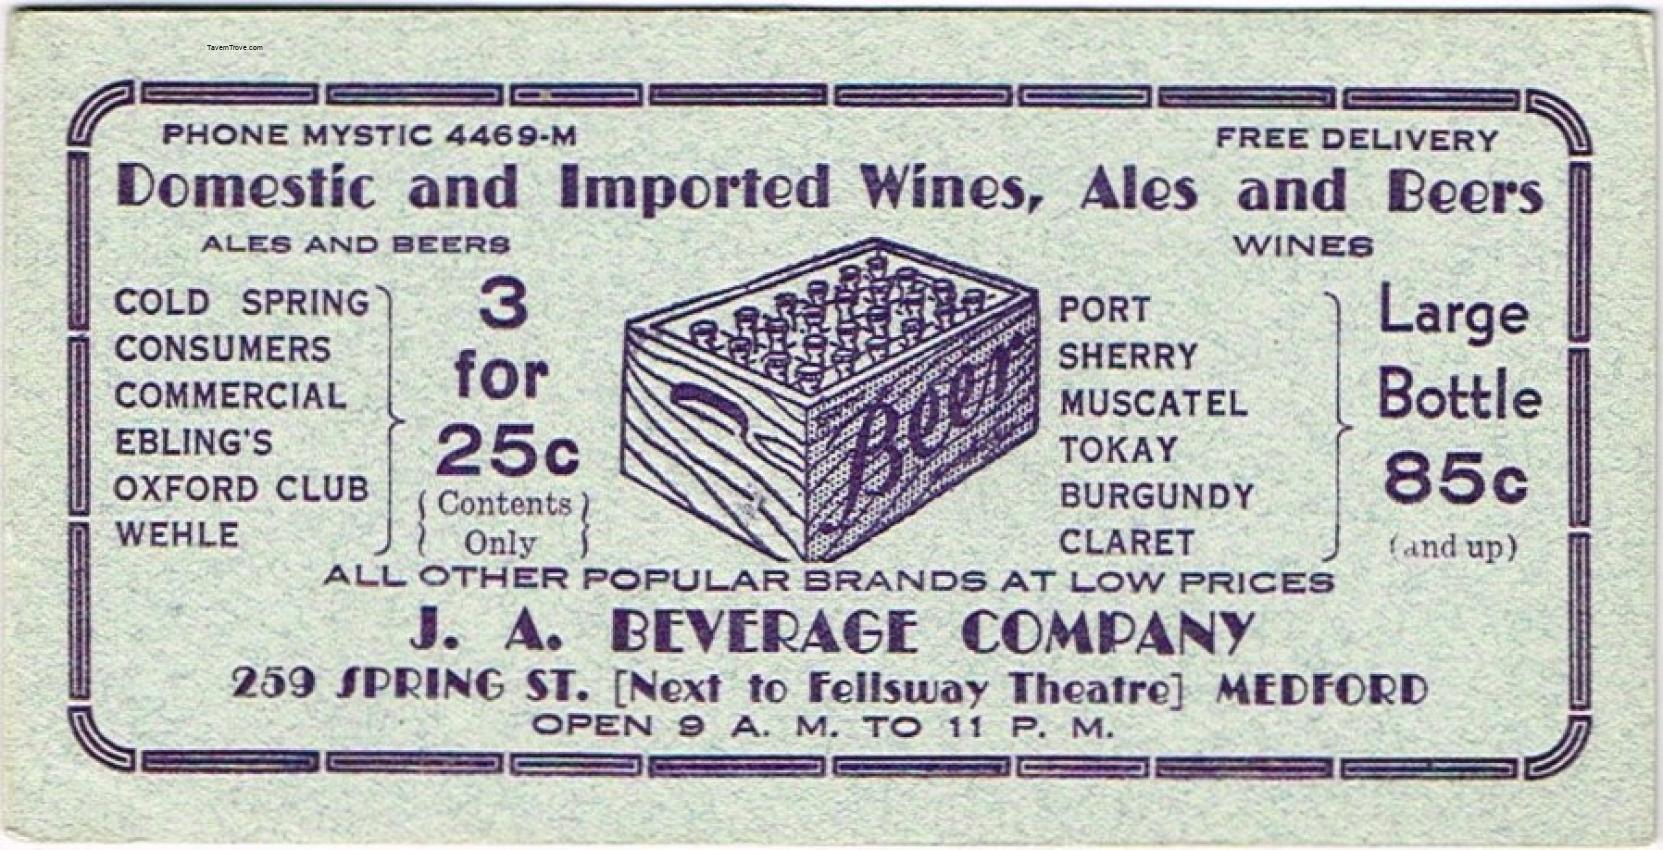 TavernTrove.com
PHONE MYSTIC 4469-M
FREE DELIVERY
Domestic and Imported Wines, Ales and Beers
ALES AND BEERS
COLD SPRING
CONSUMERS
COMMERCIAL
EBLING'S
OXFORD CLUB
WEHLE
3
for
25c
(Contents
Only)
Beer
WINES
PORT
SHERRY
MUSCATEL
TOKAY
BURGUNDY
CLARET
Large
Bottle
85c
(and up)
ALL OTHER POPULAR BRANDS AT LOW PRICES
J. A. BEVERAGE COMPANY
259 SPRING ST. [Next to Fellsway Theatre] MEDFORD
OPEN 9 A. M. TO 11 P. M.